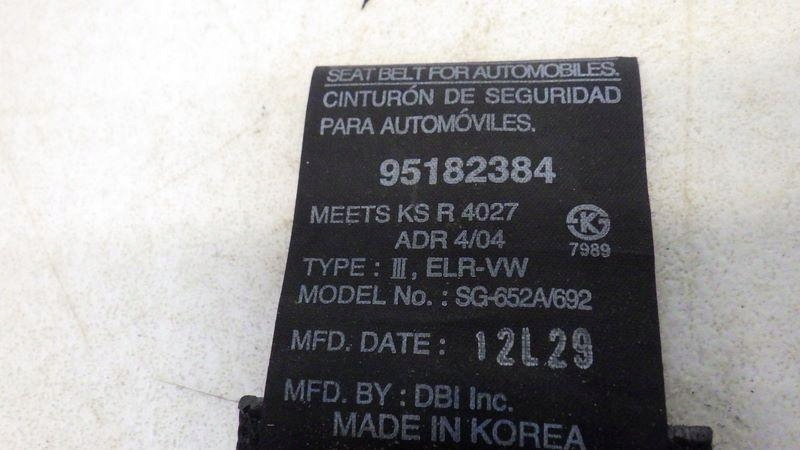 SEAT BELT FOR AUTOMOBILES.
CINTURÓN DE SEGURIDAD
PARA AUTOMÓVILES.
95182384
MEETS KS R 4027
ADR 4/04
K
7989
TYPE : III, ELR-VW
MODEL No. : SG-652A/692
MFD. DATE : 12L29
MFD. BY : DBI Inc.
MADE IN KOREA